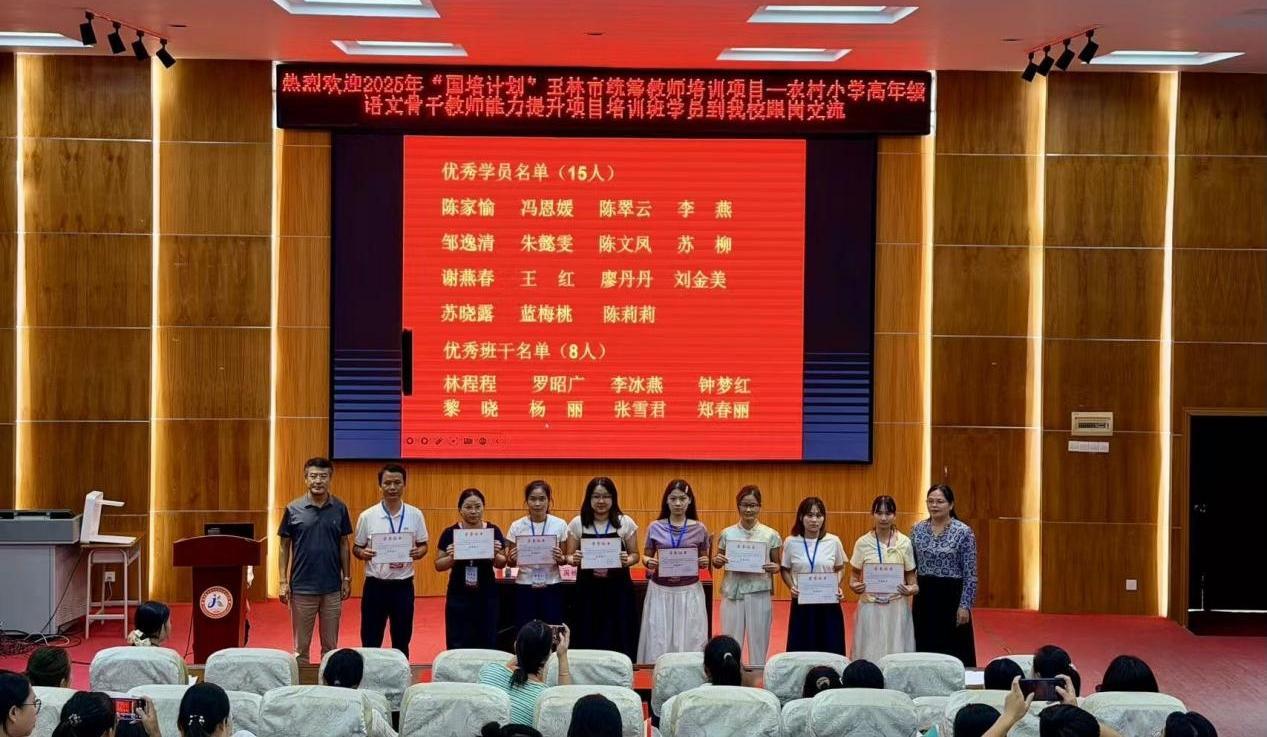 热烈欢迎2025年“国培计划”玉林市统筹教师培训项目—农村小学高年级
语文骨干教师能力提升项目培训班学员到我校跟岗交流
优秀学员名单（15人）
陈家愉 冯恩媛 陈翠云 李 燕
邹逸清 朱懿雯 陈文凤 苏 柳
谢燕春 王 红 廖丹丹 刘金美
苏晓露 蓝梅桃 陈莉莉
优秀班干名单（8人）
林程程 罗昭广 李冰燕 钟梦红
黎 晓 杨 丽 张雪君 郑春丽